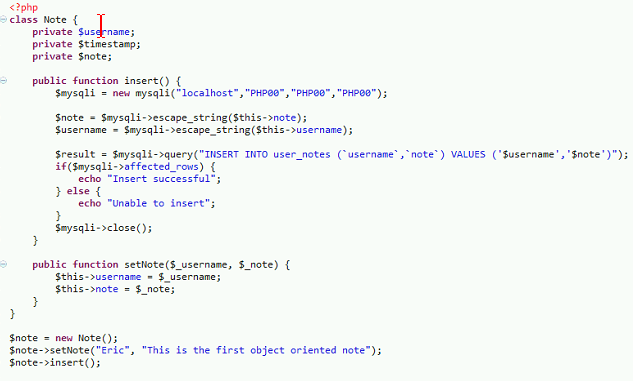 <?php
class Note {
    private $username;
    private $timestamp;
    private $note;
    public function insert() {
        $mysqli = new mysqli("localhost","PHP00","PHP00","PHP00");
        $note = $mysqli->escape_string($this->note);
        $username = $mysqli->escape_string($this->username);
        $result = $mysqli->query("INSERT INTO user_notes (`username`,`note`) VALUES ('$username','$note')");
        if($mysqli->affected_rows) {
            echo "Insert successful";
        } else {
            echo "Unable to insert";
        }
        $mysqli->close();
    }
    public function setNote($_username, $_note) {
        $this->username = $_username;
        $this->note = $_note;
    }
}
$note = new Note();
$note->setNote("Eric", "This is the first object oriented note");
$note->insert();